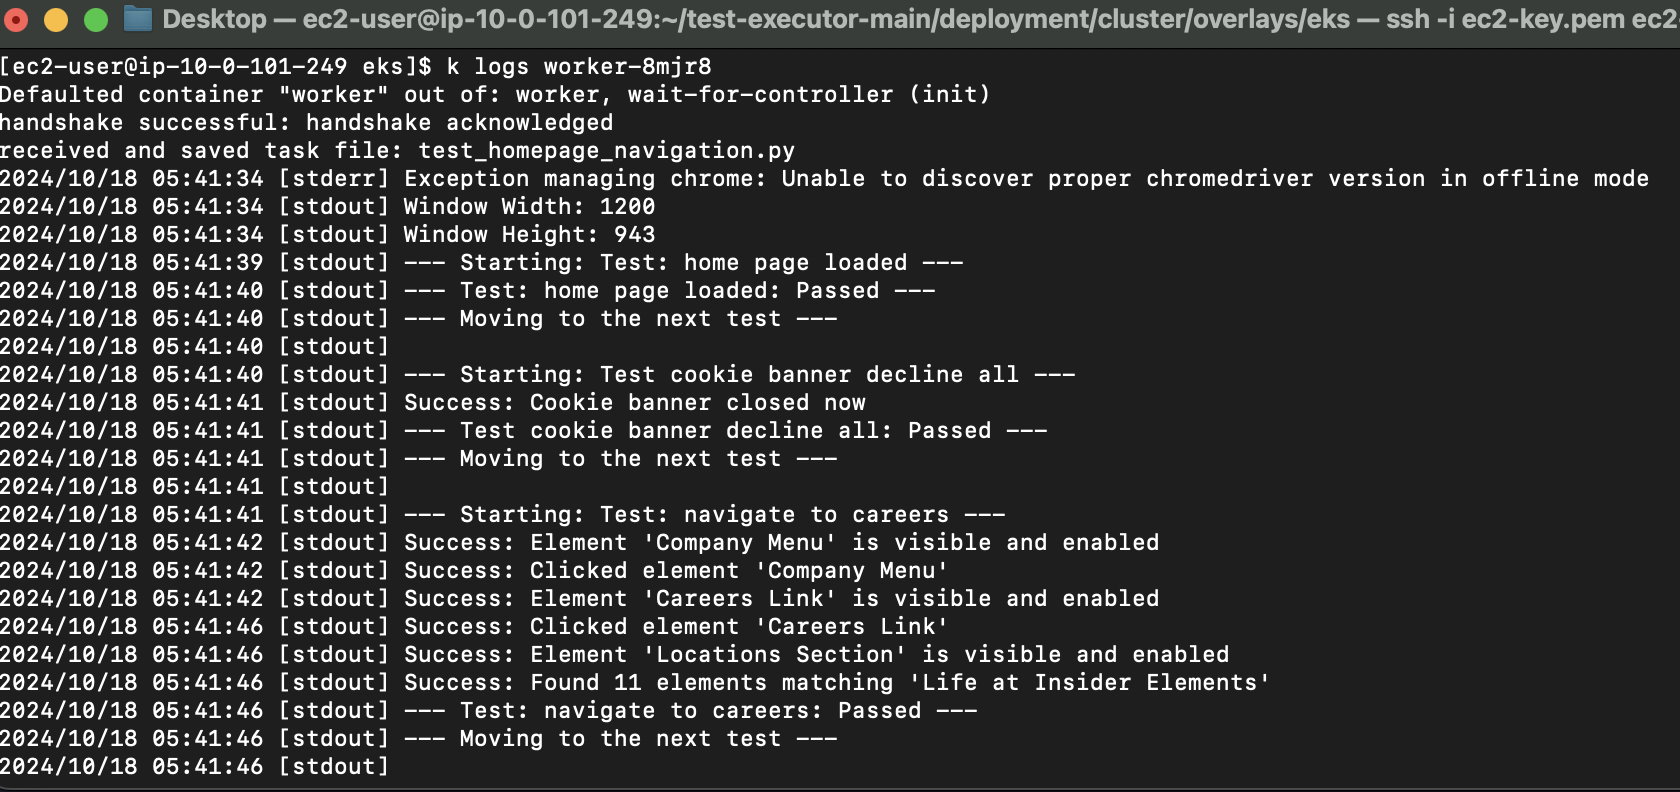 Desktop — ec2-user@ip-10-0-101-249:~/test-executor-main/deployment/cluster/overlays/eks — ssh -i ec2-key.pem ec2
[ec2-user@ip-10-0-101-249 eks]$ k logs worker-8mjr8
Defaulted container "worker" out of: worker, wait-for-controller (init)
handshake successful: handshake acknowledged
received and saved task file: test_homepage_navigation.py
2024/10/18 05:41:34 [stderr] Exception managing chrome: Unable to discover proper chromedriver version in offline mode
2024/10/18 05:41:34 [stdout] Window Width: 1200
2024/10/18 05:41:34 [stdout] Window Height: 943
2024/10/18 05:41:39 [stdout] --- Starting: Test: home page loaded ---
2024/10/18 05:41:40 [stdout] --- Test: home page loaded: Passed ---
2024/10/18 05:41:40 [stdout] --- Moving to the next test ---
2024/10/18 05:41:40 [stdout]
2024/10/18 05:41:40 [stdout] --- Starting: Test cookie banner decline all ---
2024/10/18 05:41:41 [stdout] Success: Cookie banner closed now
2024/10/18 05:41:41 [stdout] --- Test cookie banner decline all: Passed ---
2024/10/18 05:41:41 [stdout] --- Moving to the next test ---
2024/10/18 05:41:41 [stdout]
2024/10/18 05:41:41 [stdout] --- Starting: Test: navigate to careers ---
2024/10/18 05:41:42 [stdout] Success: Element 'Company Menu' is visible and enabled
2024/10/18 05:41:42 [stdout] Success: Clicked element 'Company Menu'
2024/10/18 05:41:42 [stdout] Success: Element 'Careers Link' is visible and enabled
2024/10/18 05:41:46 [stdout] Success: Clicked element 'Careers Link'
2024/10/18 05:41:46 [stdout] Success: Element 'Locations Section' is visible and enabled
2024/10/18 05:41:46 [stdout] Success: Found 11 elements matching 'Life at Insider Elements'
2024/10/18 05:41:46 [stdout] --- Test: navigate to careers: Passed ---
2024/10/18 05:41:46 [stdout] --- Moving to the next test ---
2024/10/18 05:41:46 [stdout]